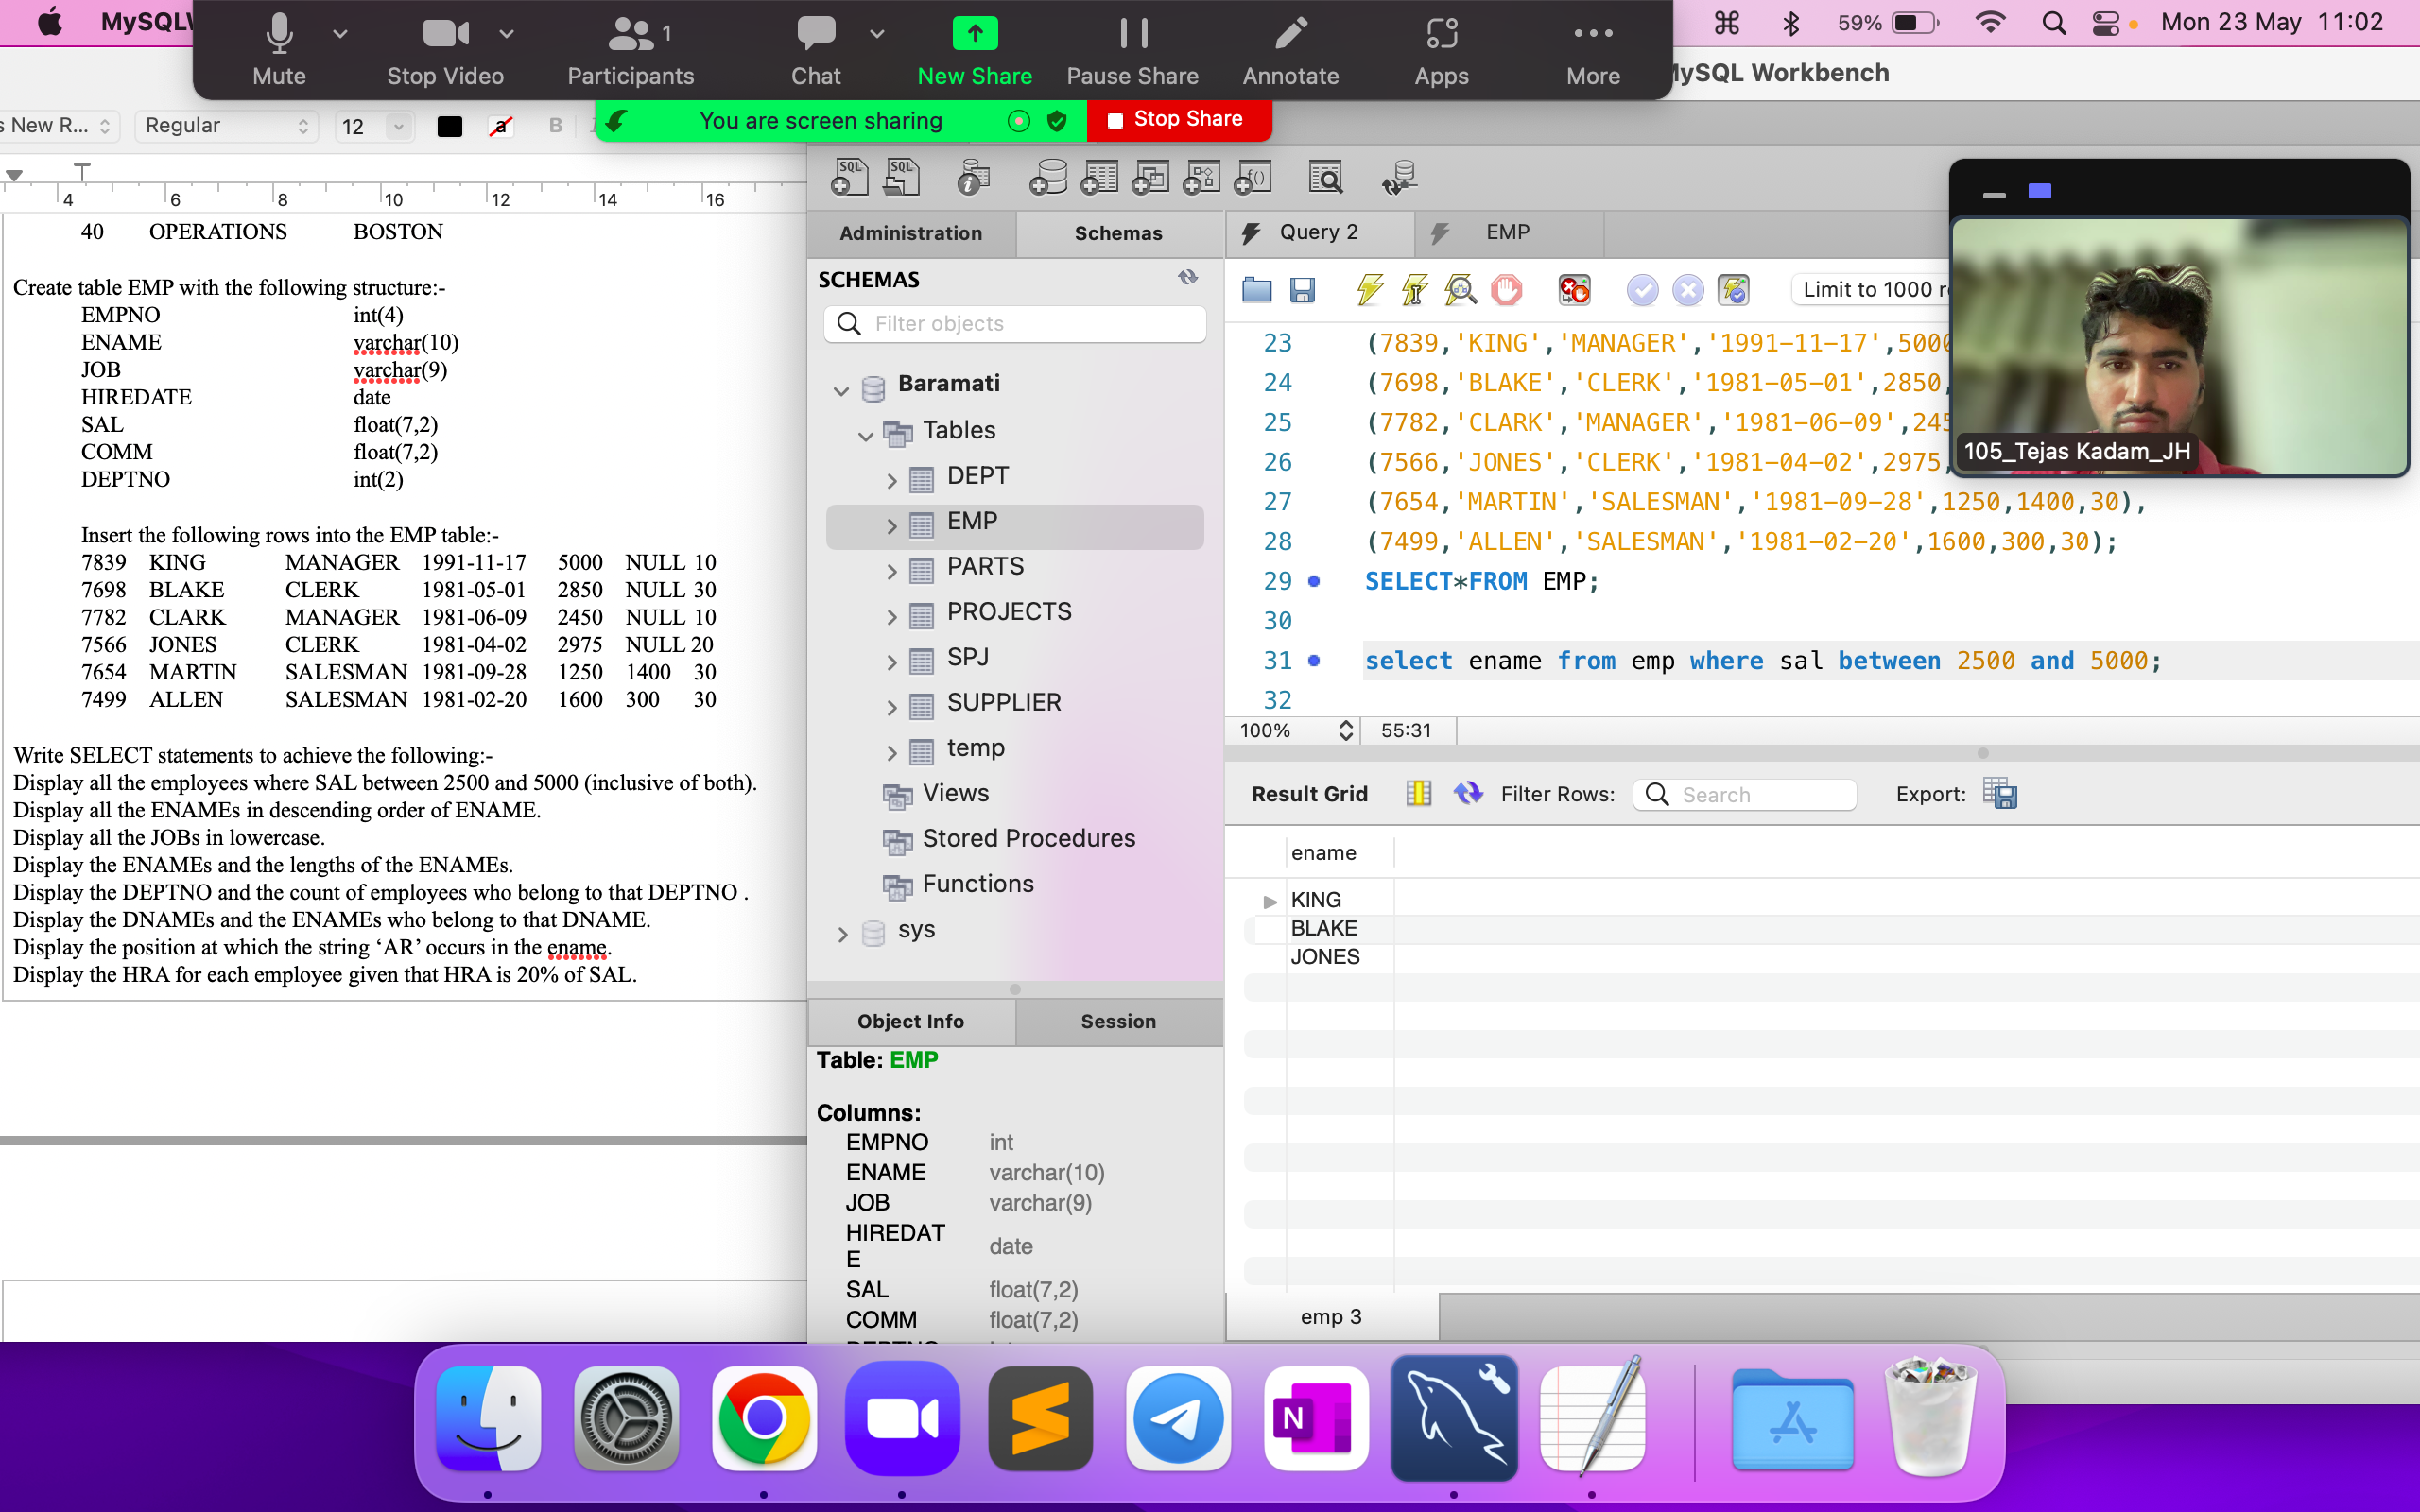 MySQLW
Mute
Stop Video
1
Participants
Chat
New Share
Pause Share
Annotate
Apps
More
59%
Mon 23 May 11:02
MySQL Workbench
You are screen sharing
Stop Share
s New R...
Regular
12
a
B
4 6 8 10 12 14 16
40 OPERATIONS BOSTON
Create table EMP with the following structure:-
EMPNO int(4)
ENAME varchar(10)
JOB varchar(9)
HIREDATE date
SAL float(7,2)
COMM float(7,2)
DEPTNO int(2)
Insert the following rows into the EMP table:-
7839 KING MANAGER 1991-11-17 5000 NULL 10
7698 BLAKE CLERK 1981-05-01 2850 NULL 30
7782 CLARK MANAGER 1981-06-09 2450 NULL 10
7566 JONES CLERK 1981-04-02 2975 NULL 20
7654 MARTIN SALESMAN 1981-09-28 1250 1400 30
7499 ALLEN SALESMAN 1981-02-20 1600 300 30
Write SELECT statements to achieve the following:-
Display all the employees where SAL between 2500 and 5000 (inclusive of both).
Display all the ENAMEs in descending order of ENAME.
Display all the JOBs in lowercase.
Display the ENAMEs and the lengths of the ENAMEs.
Display the DEPTNO and the count of employees who belong to that DEPTNO .
Display the DNAMEs and the ENAMEs who belong to that DNAME.
Display the position at which the string ‘AR’ occurs in the ename.
Display the HRA for each employee given that HRA is 20% of SAL.
SQL
SQL
Administration
Schemas
SCHEMAS
Filter objects
Baramati
Tables
DEPT
EMP
PARTS
PROJECTS
SPJ
SUPPLIER
temp
Views
Stored Procedures
Functions
sys
Object Info
Session
Table: EMP
Columns:
EMPNO int
ENAME varchar(10)
JOB varchar(9)
HIREDAT
E date
SAL float(7,2)
COMM float(7,2)
Query 2
EMP
Limit to 1000 r
23 (7839,'KING','MANAGER','1991-11-17',5000
24 (7698,'BLAKE','CLERK','1981-05-01',2850,
25 (7782,'CLARK','MANAGER','1981-06-09',245
26 (7566,'JONES','CLERK','1981-04-02',2975,
27 (7654,'MARTIN','SALESMAN','1981-09-28',1250,1400,30),
28 (7499,'ALLEN','SALESMAN','1981-02-20',1600,300,30);
29 SELECT*FROM EMP;
30
31 select ename from emp where sal between 2500 and 5000;
32
100%
55:31
105_Tejas Kadam_JH
Result Grid
Filter Rows:
Search
Export:
ename
KING
BLAKE
JONES
emp 3
N